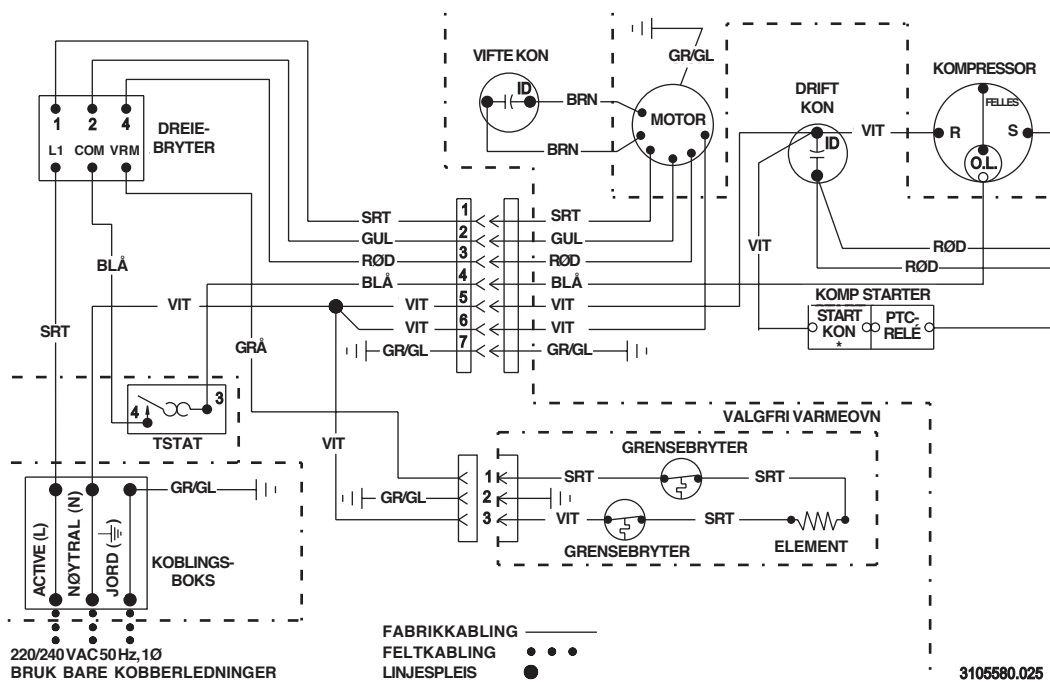 GR/GL
VIFTE KON
ID
BRN
BRN
MOTOR
DRIFT
KON
ID
VIT
KOMPRESSOR
FELLES
R
S
O.L.
1 2 4
L1 COM VRM
DREIE-
BRYTER
SRT
GUL
RØD
BLÅ
VIT
VIT
GR/GL
1
2
3
4
5
6
7
SRT
GUL
RØD
BLÅ
VIT
VIT
GR/GL
VIT
RØD
RØD
KOMP STARTER
START
KON
*
PTC-
RELÉ
BLÅ
VIT
SRT
GRÅ
4
3
TSTAT
VIT
VALGFRI VARMEOVN
GRENSEBRYTER
1
2
3
SRT
SRT
GR/GL
VIT
SRT
GRENSEBRYTER
ELEMENT
ACTIVE (L)
NØYTRAL (N)
JORD ( )
GR/GL
KOBLINGS-
BOKS
220/240 VAC 50 Hz, 1Ø
BRUK BARE KOBBERLEDNINGER
FABRIKKABLING
FELTKABLING
LINJESPLEIS
3105580.025